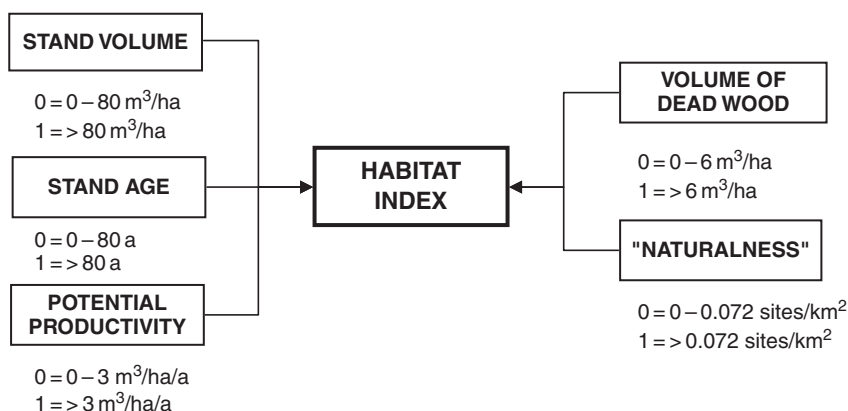 STAND VOLUME
0 = 0 – 80 m³/ha
1 = > 80 m³/ha
STAND AGE
0 = 0 – 80 a
1 = > 80 a
POTENTIAL
PRODUCTIVITY
0 = 0 – 3 m³/ha/a
1 = > 3 m³/ha/a
HABITAT
INDEX
VOLUME OF
DEAD WOOD
0 = 0 – 6 m³/ha
1 = > 6 m³/ha
"NATURALNESS"
0 = 0 – 0.072 sites/km²
1 = > 0.072 sites/km²